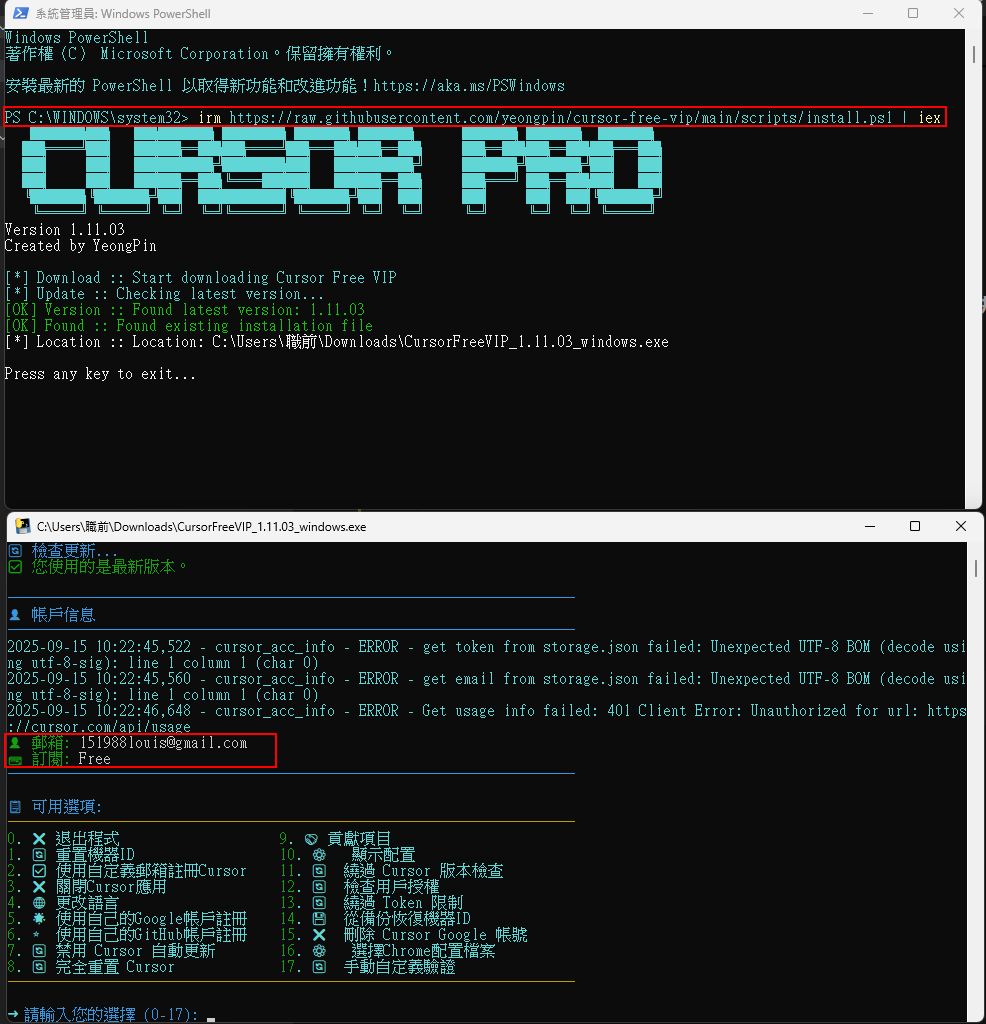 系統管理員: Windows PowerShell
Windows PowerShell
著作權 (C) Microsoft Corporation。保留擁有權利。
安裝最新的 PowerShell 以取得新功能和改進功能！https://aka.ms/PSWindows
PS C:\WINDOWS\system32> irm https://raw.githubusercontent.com/yeongpin/cursor-free-vip/main/scripts/install.ps1 | iex
CURSOR PRO
Version 1.11.03
Created by YeongPin
[*] Download :: Start downloading Cursor Free VIP
[*] Update :: Checking latest version...
[OK] Version :: Found latest version: 1.11.03
[OK] Found :: Found existing installation file
[*] Location :: Location: C:\Users\職前\Downloads\CursorFreeVIP_1.11.03_windows.exe
Press any key to exit...
C:\Users\職前\Downloads\CursorFreeVIP_1.11.03_windows.exe
檢查更新...
您使用的是最新版本。
帳戶信息
2025-09-15 10:22:45,522 - cursor_acc_info - ERROR - get token from storage.json failed: Unexpected UTF-8 BOM (decode usi
ng utf-8-sig): line 1 column 1 (char 0)
2025-09-15 10:22:45,560 - cursor_acc_info - ERROR - get email from storage.json failed: Unexpected UTF-8 BOM (decode usi
ng utf-8-sig): line 1 column 1 (char 0)
2025-09-15 10:22:46,648 - cursor_acc_info - ERROR - Get usage info failed: 401 Client Error: Unauthorized for url: https
://cursor.com/api/usage
郵箱: 151988louis@gmail.com
訂閱: Free
可用選項:
0. 退出程式 9. 貢獻項目
1. 重置機器ID 10. 顯示配置
2. 使用自定義郵箱註冊Cursor 11. 繞過 Cursor 版本檢查
3. 關閉Cursor應用 12. 檢查用戶授權
4. 更改語言 13. 繞過 Token 限制
5. 使用自己的Google帳戶註冊 14. 從備份恢復機器ID
6. 使用自己的GitHub帳戶註冊 15. 刪除 Cursor Google 帳號
7. 禁用 Cursor 自動更新 16. 選擇Chrome配置檔案
8. 完全重置 Cursor 17. 手動自定義驗證
→ 請輸入您的選擇 (0-17):